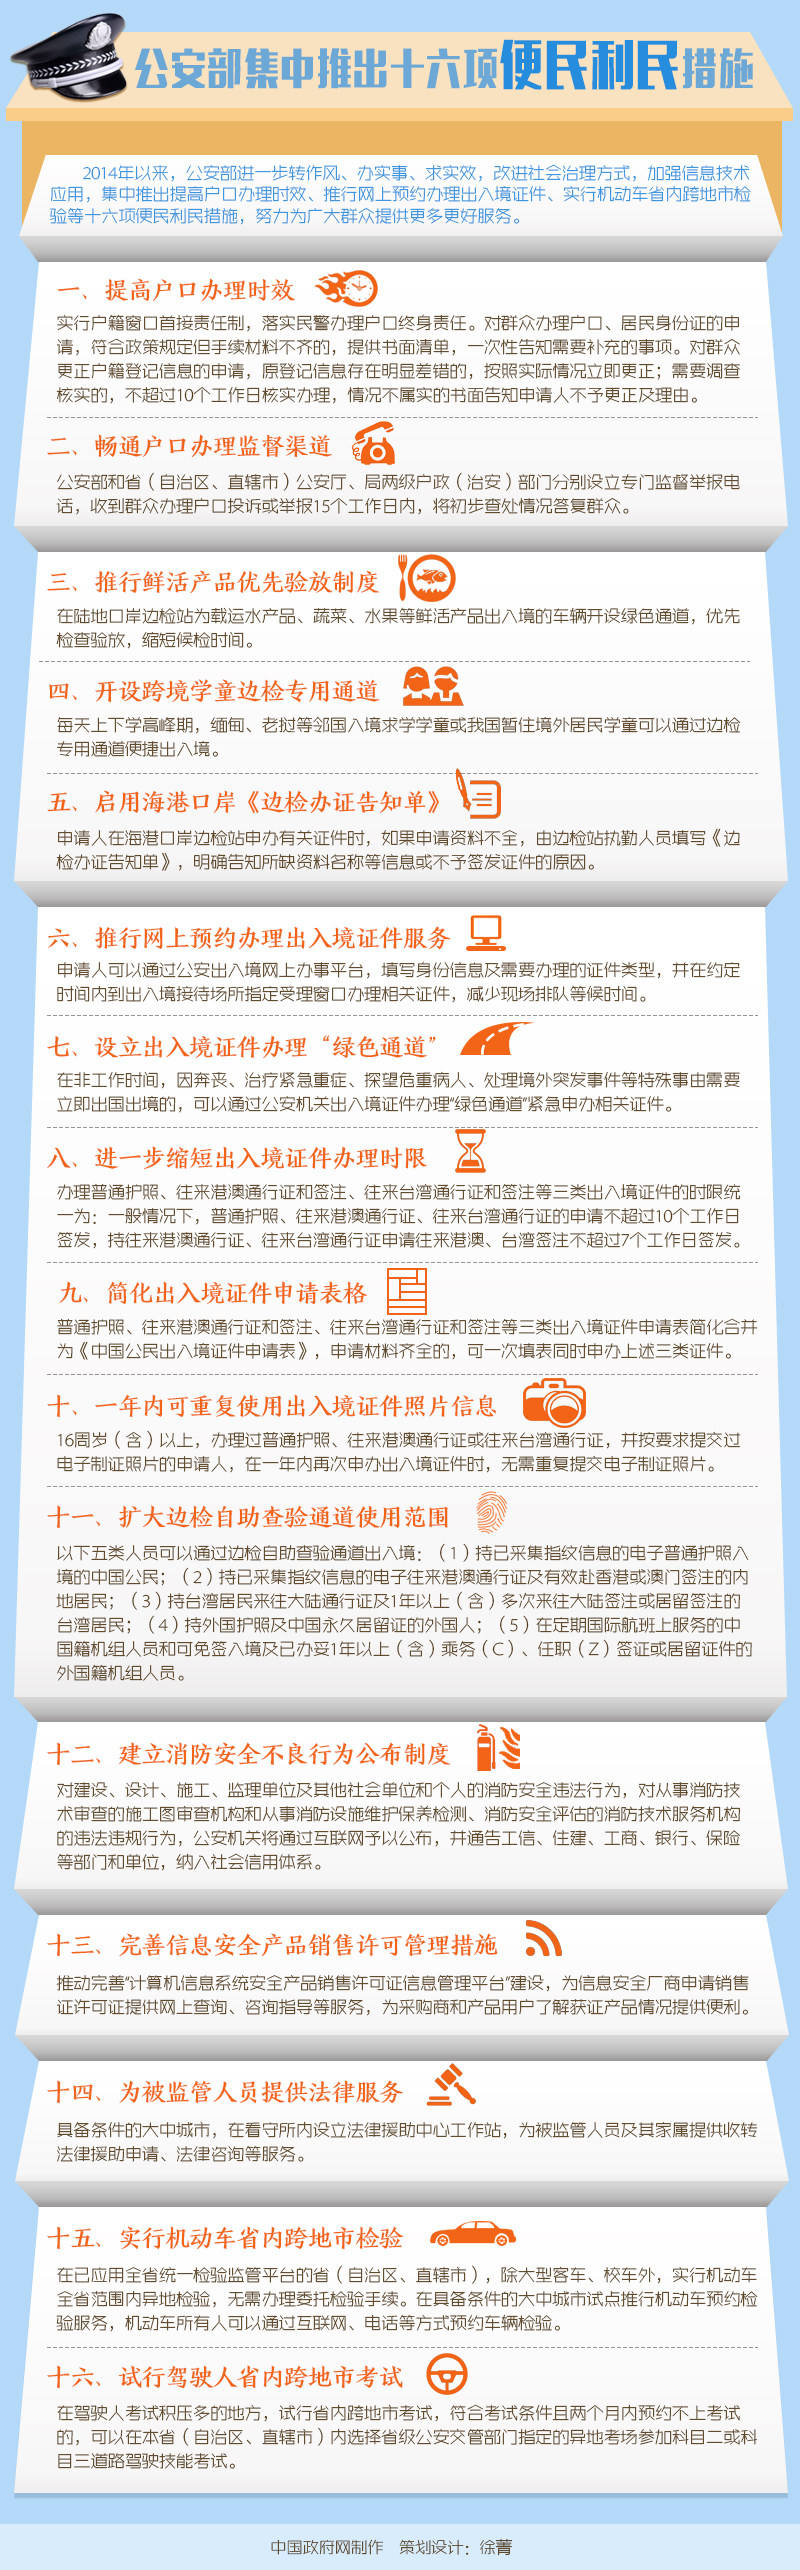 公安部集中推出十六项便民利民措施
2014年以来，公安部进一步转作风、办实事、求实效，改进社会治理方式，加强信息技术
应用，集中推出提高户口办理时效、推行网上预约办理出入境证件、实行机动车省内跨地市检
验等十六项便民利民措施，努力为广大群众提供更多更好服务。
一、提高户口办理时效
实行户籍窗口首接责任制，落实民警办理户口终身责任。对群众办理户口、居民身份证的申
请，符合政策规定但手续材料不齐的，提供书面清单，一次性告知需要补充的事项。对群众
更正户籍登记信息的申请，原登记信息存在明显差错的，按照实际情况立即更正；需要调查
核实的，不超过10个工作日核实办理，情况不属实的书面告知申请人不予更正及理由。
二、畅通户口办理监督渠道
公安部和省（自治区、直辖市）公安厅、局两级户政（治安）部门分别设立专门监督举报电
话，收到群众办理户口投诉或举报15个工作日内，将初步查处情况答复群众。
三、推行鲜活产品优先验放制度
在陆地口岸边检站为载运水产品、蔬菜、水果等鲜活产品出入境的车辆开设绿色通道，优先
检查验放，缩短候检时间。
四、开设跨境学童边检专用通道
每天上下学高峰期，缅甸、老挝等邻国入境求学学童或我国暂住境外居民学童可以通过边检
专用通道便捷出入境。
五、启用海港口岸《边检办证告知单》
申请人在海港口岸边检站申办有关证件时，如果申请资料不全，由边检站执勤人员填写《边
检办证告知单》，明确告知所缺资料名称等信息或不予签发证件的原因。
六、推行网上预约办理出入境证件服务
申请人可以通过公安出入境网上办事平台，填写身份信息及需要办理的证件类型，并在约定
时间内到出入境接待场所指定受理窗口办理相关证件，减少现场排队等候时间。
七、设立出入境证件办理“绿色通道”
在非工作时间，因奔丧、治疗紧急重症、探望危重病人、处理境外突发事件等特殊事由需要
立即出国出境的，可以通过公安机关出入境证件办理“绿色通道”紧急申办相关证件。
八、进一步缩短出入境证件办理时限
办理普通护照、往来港澳通行证和签注、往来台湾通行证和签注等三类出入境证件的时限统
一为：一般情况下，普通护照、往来港澳通行证、往来台湾通行证的申请不超过10个工作日
签发，持往来港澳通行证、往来台湾通行证申请往来港澳、台湾签注不超过7个工作日签发。
九、简化出入境证件申请表格
普通护照、往来港澳通行证和签注、往来台湾通行证和签注等三类出入境证件申请表简化合并
为《中国公民出入境证件申请表》，申请材料齐全的，可一次填表同时申办上述三类证件。
十、一年内可重复使用出入境证件照片信息
16周岁（含）以上，办理过普通护照、往来港澳通行证或往来台湾通行证，并按要求提交过
电子制证照片的申请人，在一年内再次申办出入境证件时，无需重复提交电子制证照片。
十一、扩大边检自助查验通道使用范围
以下五类人员可以通过边检自助查验通道出入境：（1）持已采集指纹信息的电子普通护照入
境的中国公民；（2）持已采集指纹信息的电子往来港澳通行证及有效赴香港或澳门签注的内
地居民；（3）持台湾居民来往大陆通行证及1年以上（含）多次来往大陆签注或居留签注的
台湾居民；（4）持外国护照及中国永久居留证的外国人；（5）在定期国际航班上服务的中
国籍机组人员和可免签入境及已办妥1年以上（含）乘务（C）、任职（Z）签证或居留证件的
外国籍机组人员。
十二、建立消防安全不良行为公布制度
对建设、设计、施工、监理单位及其他社会单位和个人的消防安全违法行为，对从事消防技
术审查的施工图审查机构和从事消防设施维护保养检测、消防安全评估的消防技术服务机构
的违法违规行为，公安机关将通过互联网予以公布，并通告工信、住建、工商、银行、保险
等部门和单位，纳入社会信用体系。
十三、完善信息安全产品销售许可管理措施
推动完善“计算机信息系统安全产品销售许可证信息管理平台”建设，为信息安全厂商申请销售
证许可证提供网上查询、咨询指导等服务，为采购商和产品用户了解获证产品情况提供便利。
十四、为被监管人员提供法律服务
具备条件的大中城市，在看守所内设立法律援助中心工作站，为被监管人员及其家属提供收转
法律援助申请、法律咨询等服务。
十五、实行机动车省内跨地市检验
在已应用全省统一检验监管平台的省（自治区、直辖市），除大型客车、校车外，实行机动车
全省范围内异地检验，无需办理委托检验手续。在具备条件的大中城市试点推行机动车预约检
验服务，机动车所有人可以通过互联网、电话等方式预约车辆检验。
十六、试行驾驶人省内跨地市考试
在驾驶人考试积压多的地方，试行省内跨地市考试，符合考试条件且两个月内预约不上考试
的，可以在本省（自治区、直辖市）内选择省级公安交管部门指定的异地考场参加科目二或科
目三道路驾驶技能考试。
中国政府网制作 策划设计：徐菁